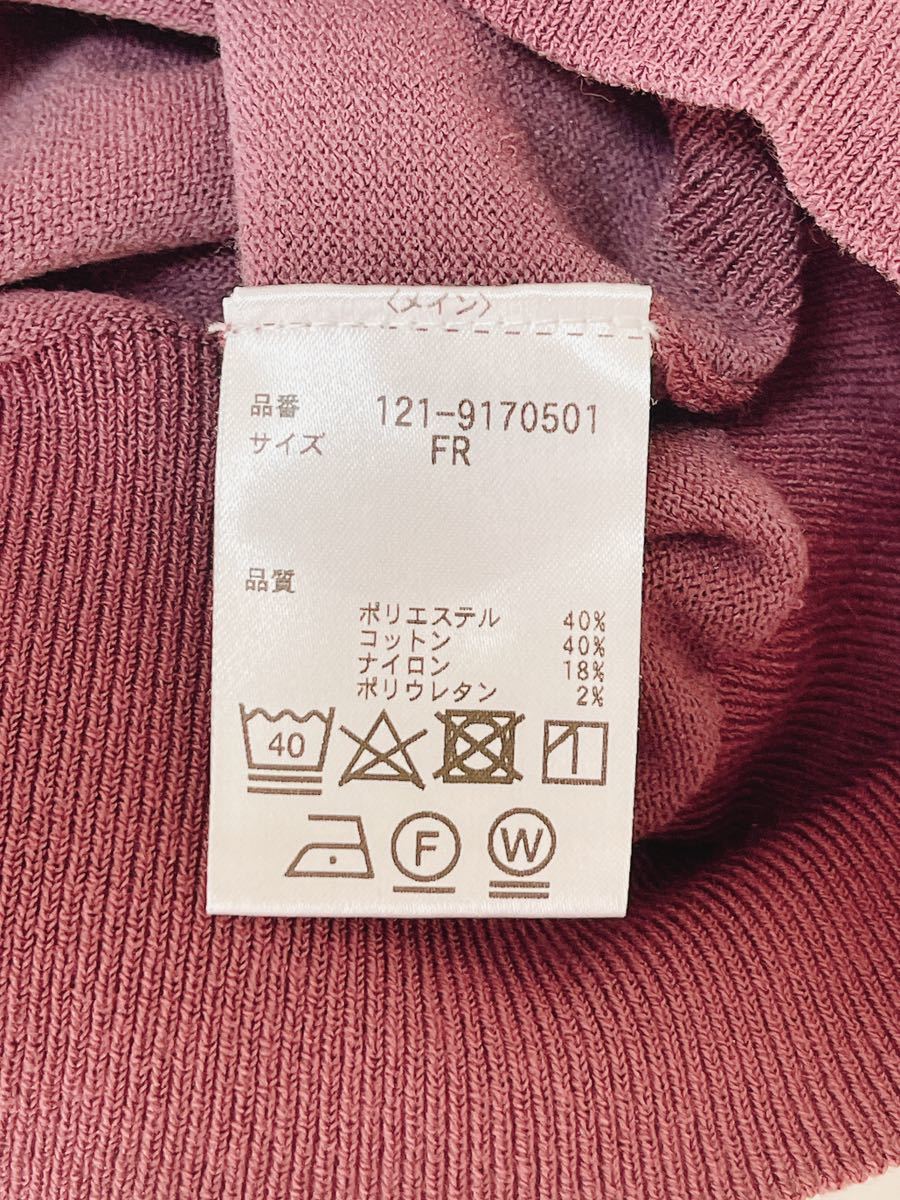 〈メイン〉
品番 121-9170501
サイズ FR
品質
ポリエステル 40%
コットン 40%
ナイロン 18%
ポリウレタン 2%
40
F W